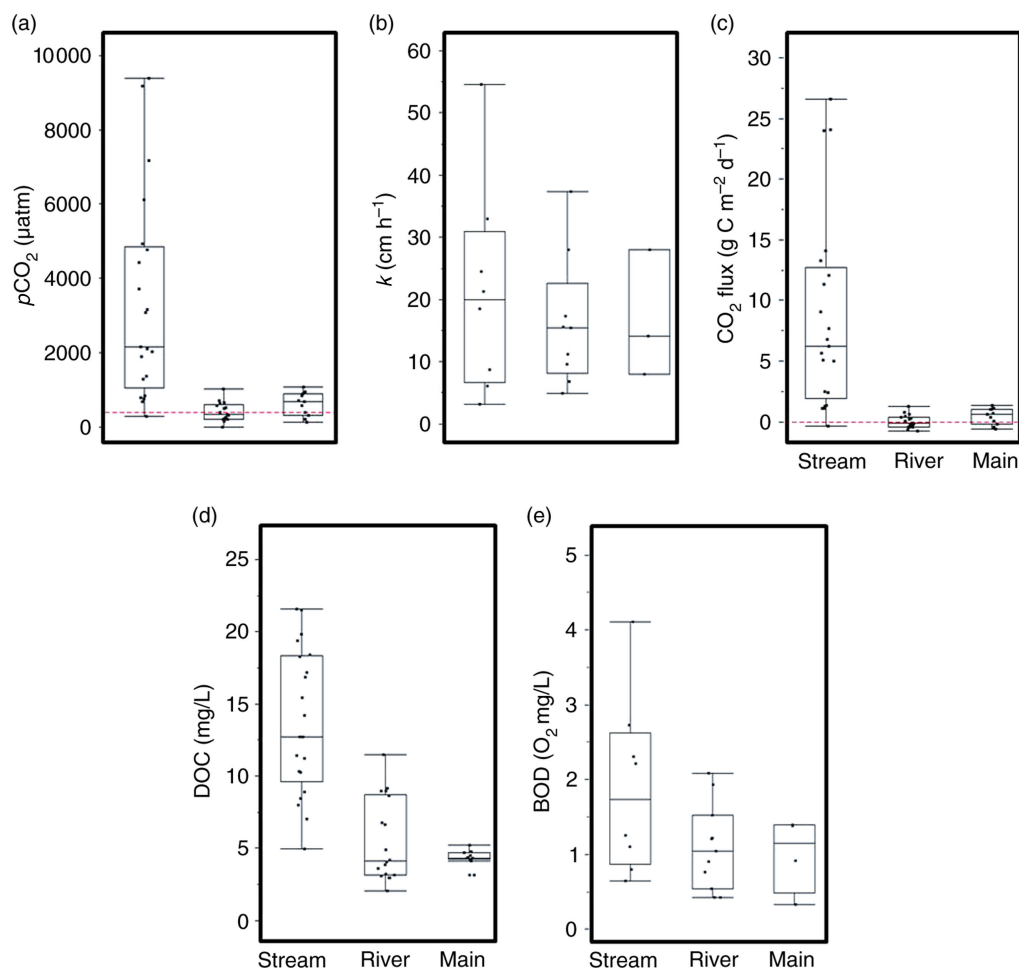 (a)
10000
8000
6000
4000
2000
0
pCO₂ (µatm)
(b)
60
50
40
30
20
10
0
k (cm h⁻¹)
(c)
30
25
20
15
10
5
0
CO₂ flux (g C m⁻² d⁻¹)
Stream River Main
(d)
25
20
15
10
5
0
DOC (mg/L)
Stream River Main
(e)
5
4
3
2
1
0
BOD (O₂ mg/L)
Stream River Main